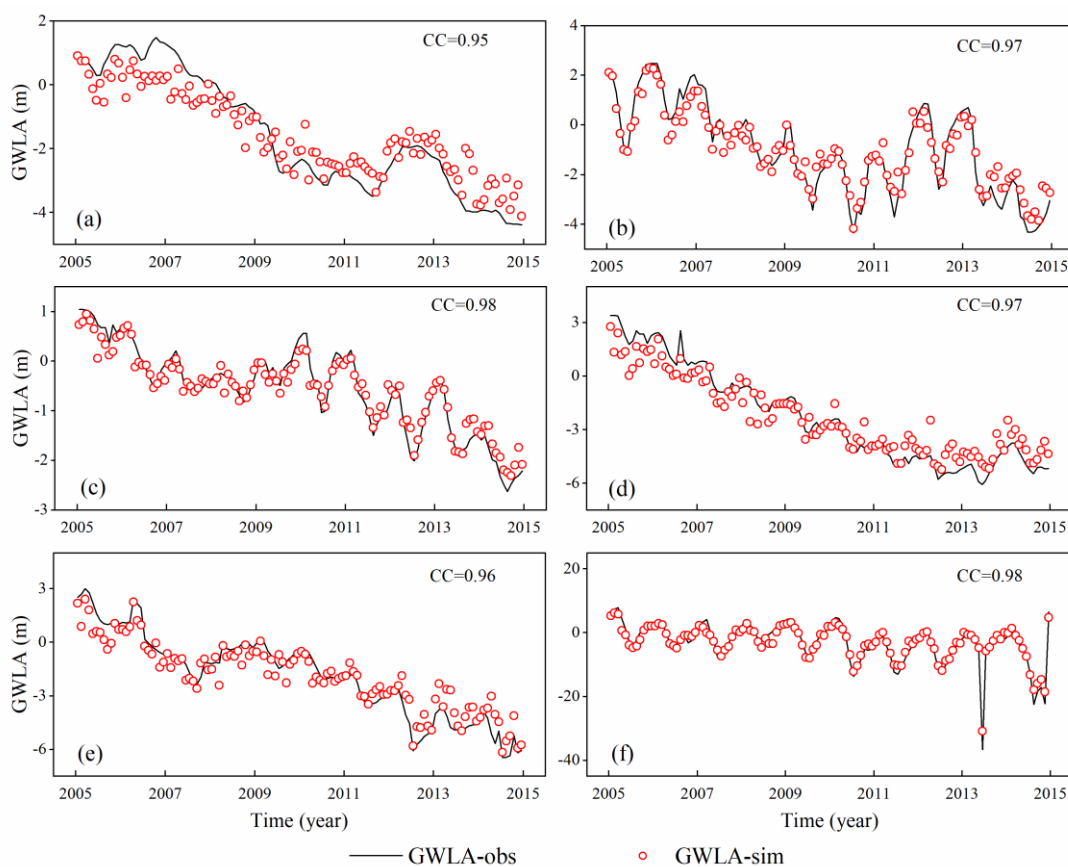 CC=0.95
GWLA (m)
2
0
-2
-4
(a)
2005 2007 2009 2011 2013 2015
CC=0.97
4
2
0
-2
-4
(b)
2005 2007 2009 2011 2013 2015
CC=0.98
GWLA (m)
1
0
-1
-2
-3
(c)
2005 2007 2009 2011 2013 2015
CC=0.97
3
0
-3
-6
(d)
2005 2007 2009 2011 2013 2015
CC=0.96
GWLA (m)
3
0
-3
-6
(e)
2005 2007 2009 2011 2013 2015
Time (year)
CC=0.98
20
0
-20
-40
(f)
2005 2007 2009 2011 2013 2015
Time (year)
GWLA-obs GWLA-sim